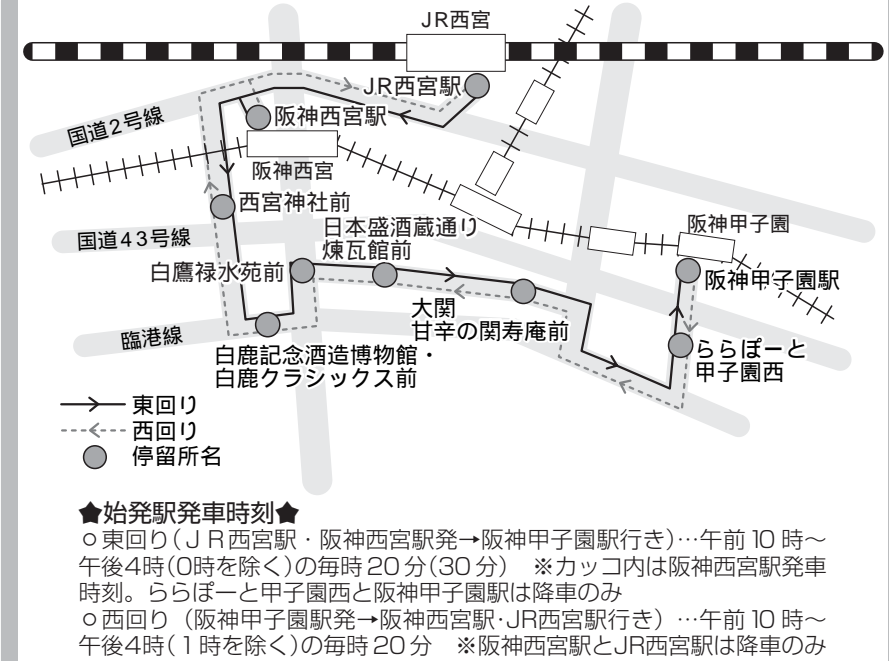 JR西宮
JR西宮駅
国道2号線
阪神西宮駅
阪神西宮
西宮神社前
日本盛酒蔵通り
煉瓦館前
阪神甲子園
国道43号線
白鷹禄水苑前
阪神甲子園駅
大関
甘辛の関寿庵前
臨港線
白鹿記念酒造博物館・
白鹿クラシックス前
ららぽーと
甲子園西
東回り
西回り
停留所名
★始発駅発車時刻★
○東回り(JR西宮駅・阪神西宮駅発→阪神甲子園駅行き)…午前10時～
午後4時(0時を除く)の毎時20分(30分)　※カッコ内は阪神西宮駅発車
時刻。ららぽーと甲子園西と阪神甲子園駅は降車のみ
○西回り（阪神甲子園駅発→阪神西宮駅･JR西宮駅行き）…午前10時～
午後4時(1時を除く)の毎時20分　※阪神西宮駅とJR西宮駅は降車のみ